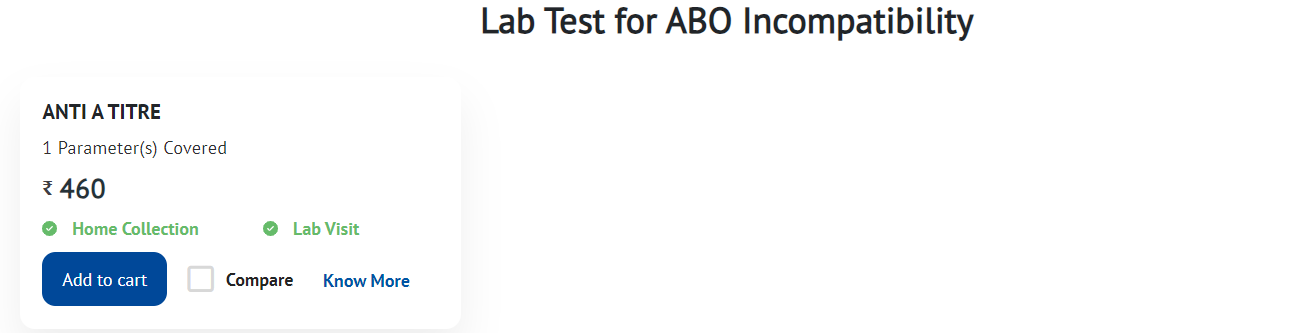 Lab Test for ABO Incompatibility
ANTI A TITRE
1 Parameter(s) Covered
₹ 460
Home Collection Lab Visit
Add to cart Compare Know More